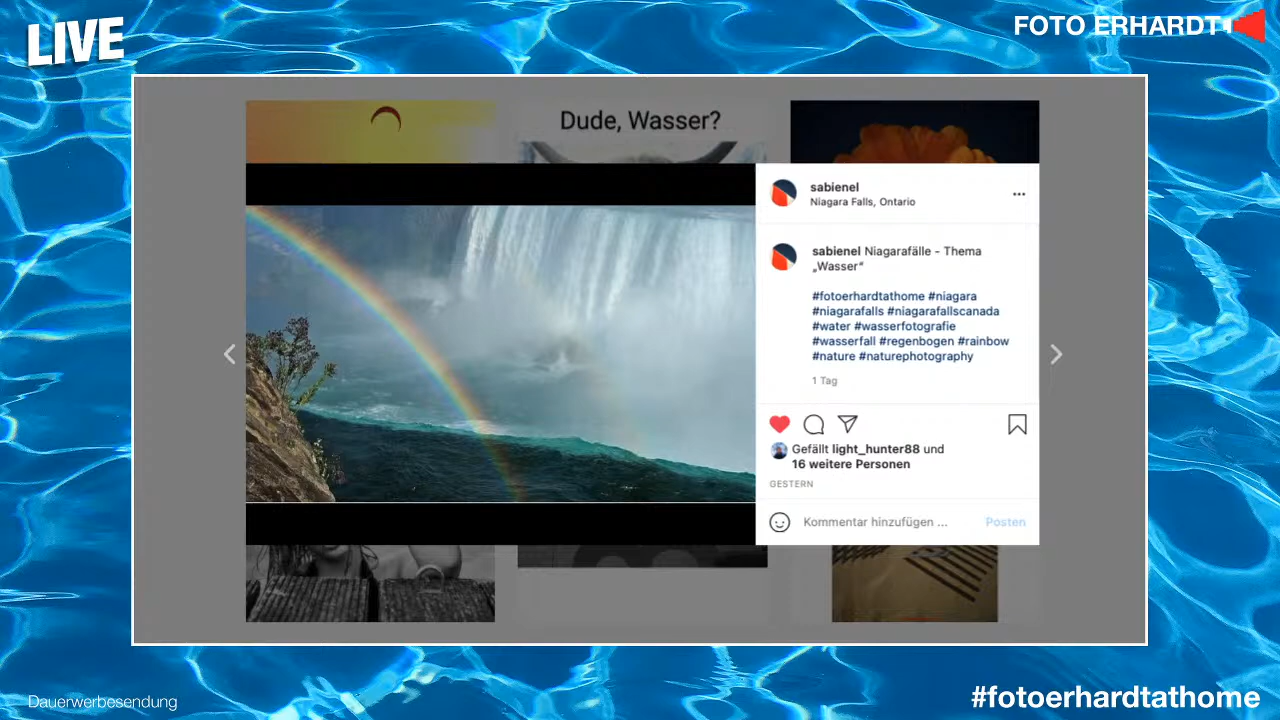 LIVE
FOTO ERHARDT
Dude, Wasser?
sabienel
Niagara Falls, Ontario
sabienel Niagarafälle - Thema
„Wasser“
#fotoerhardtathome #niagara
#niagarafalls #niagarafallscanada
#water #wasserfotografie
#wasserfall #regenbogen #rainbow
#nature #naturephotography
1 Tag
Gefällt light_hunter88 und
16 weitere Personen
GESTERN
Kommentar hinzufügen ...
Posten
Dauerwerbesendung
#fotoerhardtathome